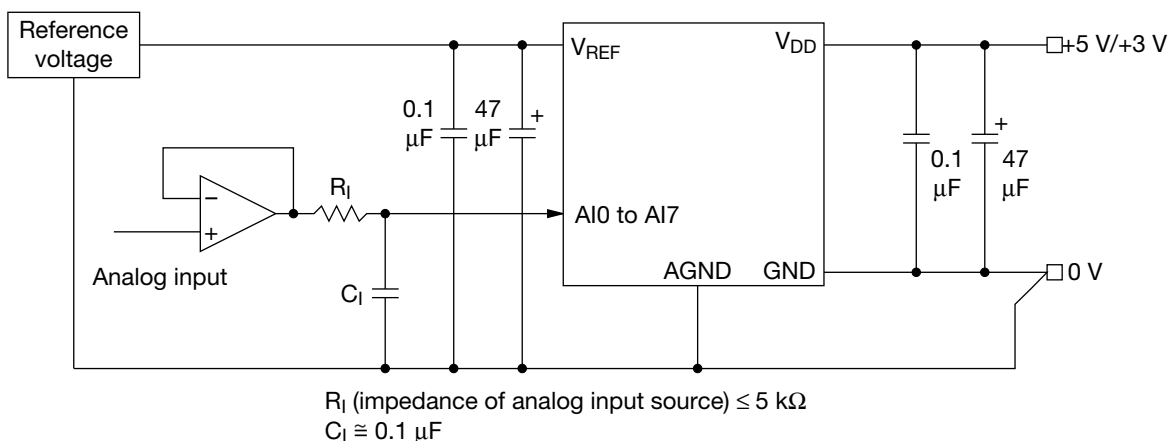 Reference
voltage
V_REF
V_DD
+5 V/+3 V
0.1
µF
47
µF
+
0.1
µF
+
47
µF
R_I
−
+
AI0 to AI7
Analog input
C_I
AGND
GND
0 V
R_I (impedance of analog input source) ≤ 5 kΩ
C_I ≅ 0.1 µF